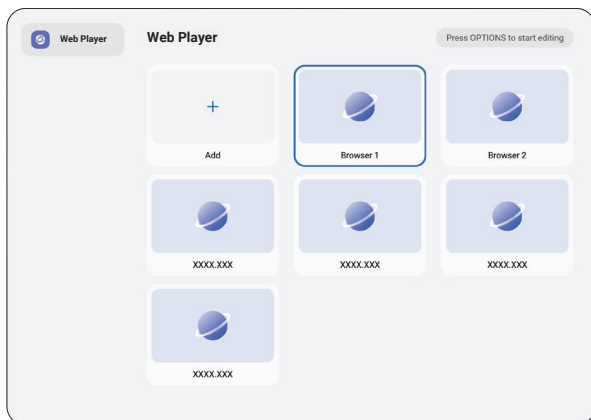 Web Player
Web Player
Press OPTIONS to start editing
+
Add
Browser 1
Browser 2
XXXX.XXX
XXXX.XXX
XXXX.XXX
XXXX.XXX